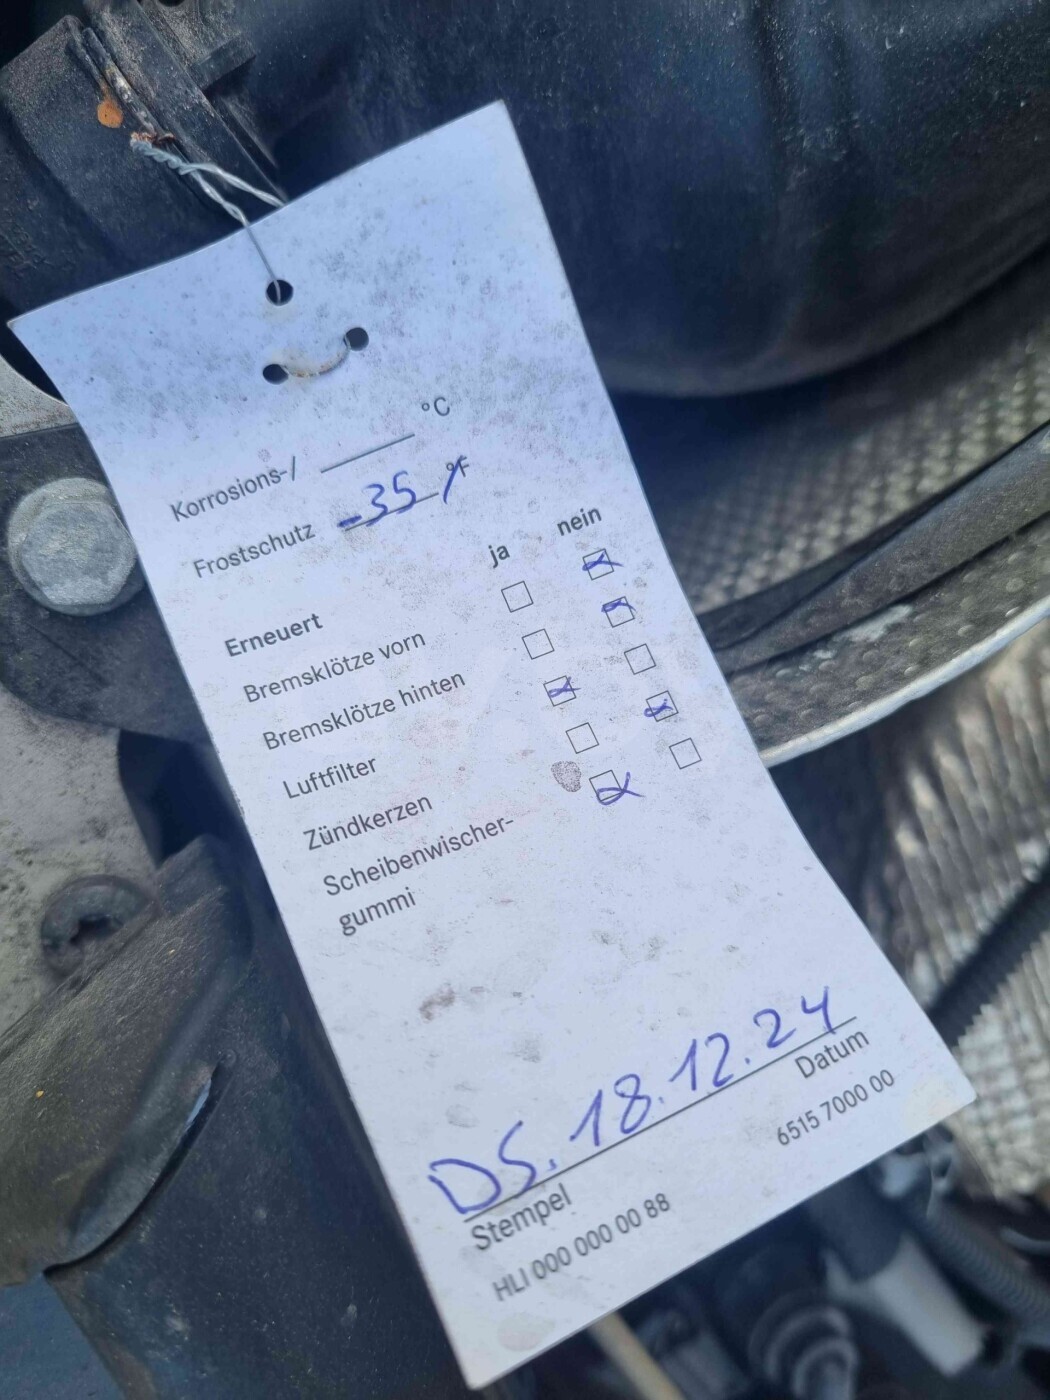 °C
Korrosions-/
-35 °F
Frostschutz
ja nein
Erneuert
Bremsklötze vorn
Bremsklötze hinten
Luftfilter
Zündkerzen
Scheibenwischer-
gummi
DS. 18.12.24
Stempel Datum
HLI 000 000 00 88 6515 7000 00